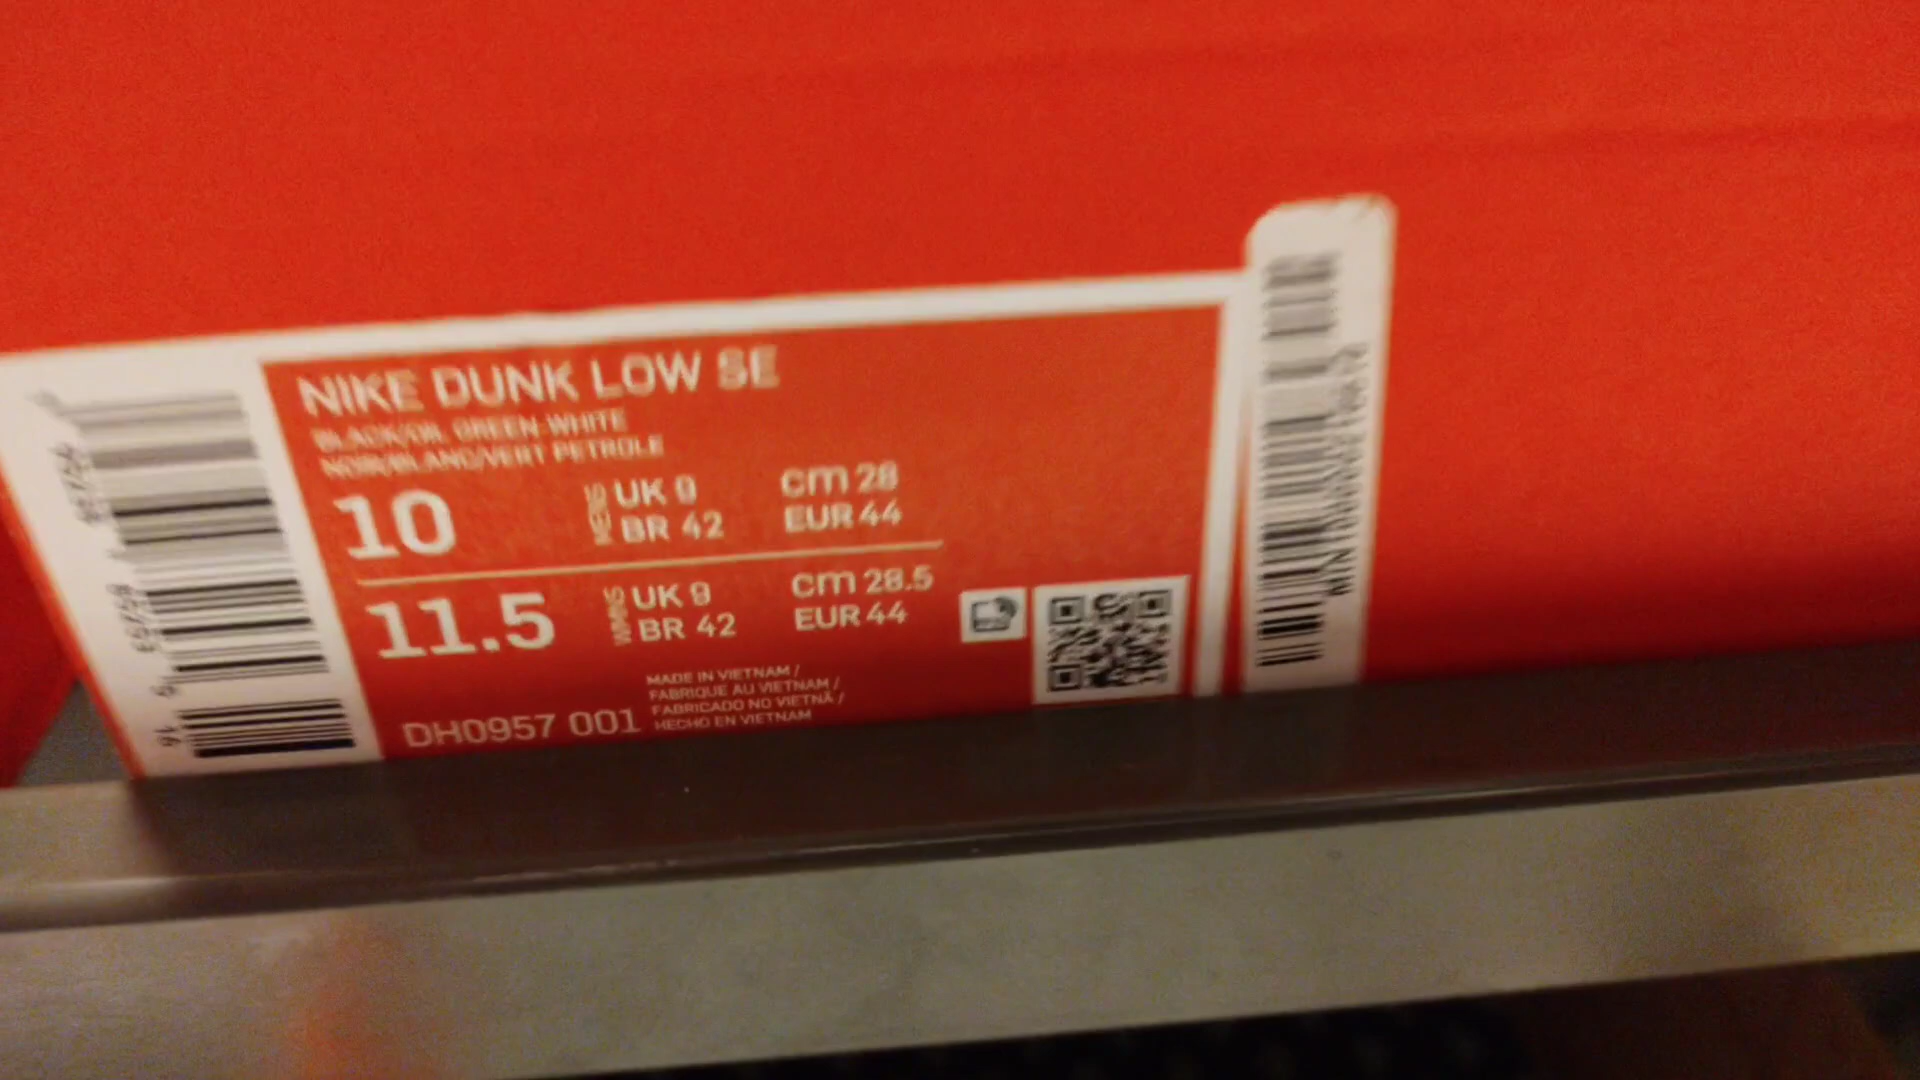 NIKE DUNK LOW SE
BLACK/OIL GREEN-WHITE
NOIR/BLANC/VERT PETROLE
10
MENS
UK 9
BR 42
cm 28
EUR 44
11.5
WMNS
UK 9
BR 42
cm 28.5
EUR 44
MADE IN VIETNAM /
FABRIQUE AU VIETNAM /
FABRICADO NO VIETNÃ /
HECHO EN VIETNAM
DH0957 001